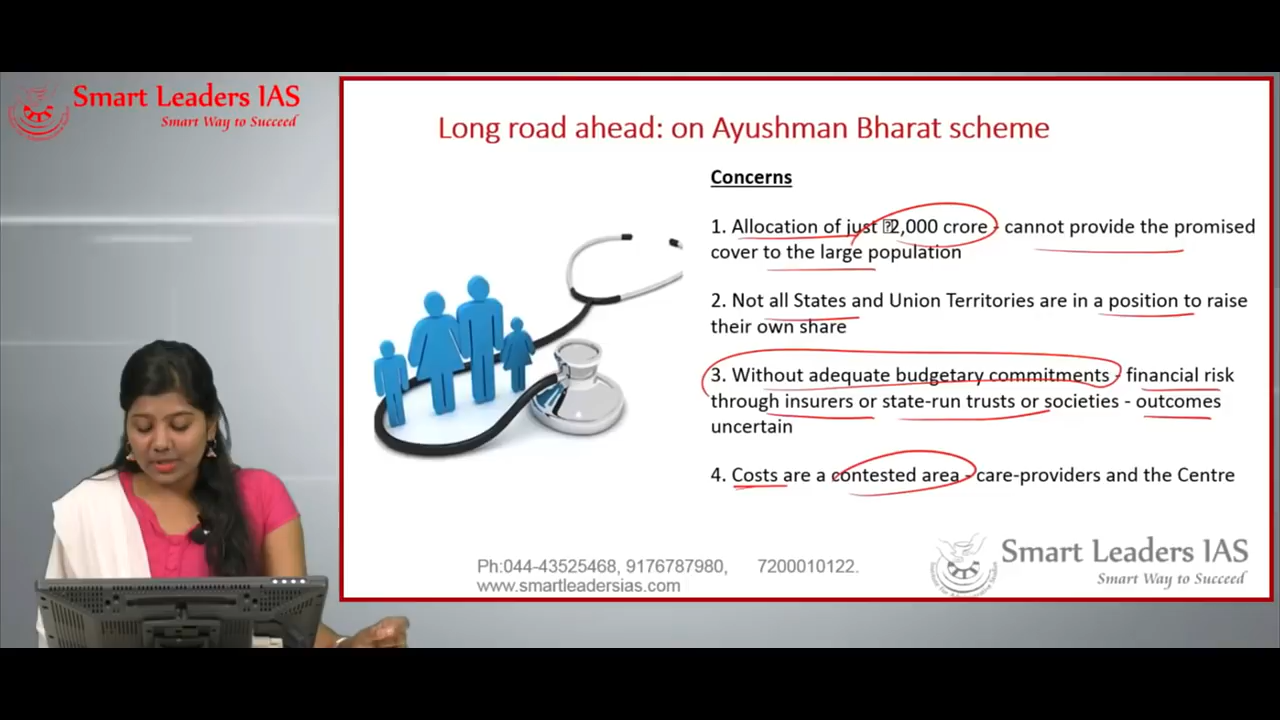 Smart Leaders IAS
Smart Way to Succeed
Long road ahead: on Ayushman Bharat scheme
Concerns
1. Allocation of just 2,000 crore - cannot provide the promised
cover to the large population
2. Not all States and Union Territories are in a position to raise
their own share
3. Without adequate budgetary commitments - financial risk
through insurers or state-run trusts or societies - outcomes
uncertain
4. Costs are a contested area - care-providers and the Centre
Ph:044-43525468, 9176787980, 7200010122.
www.smartleadersias.com
Smart Leaders IAS
Smart Way to Succeed